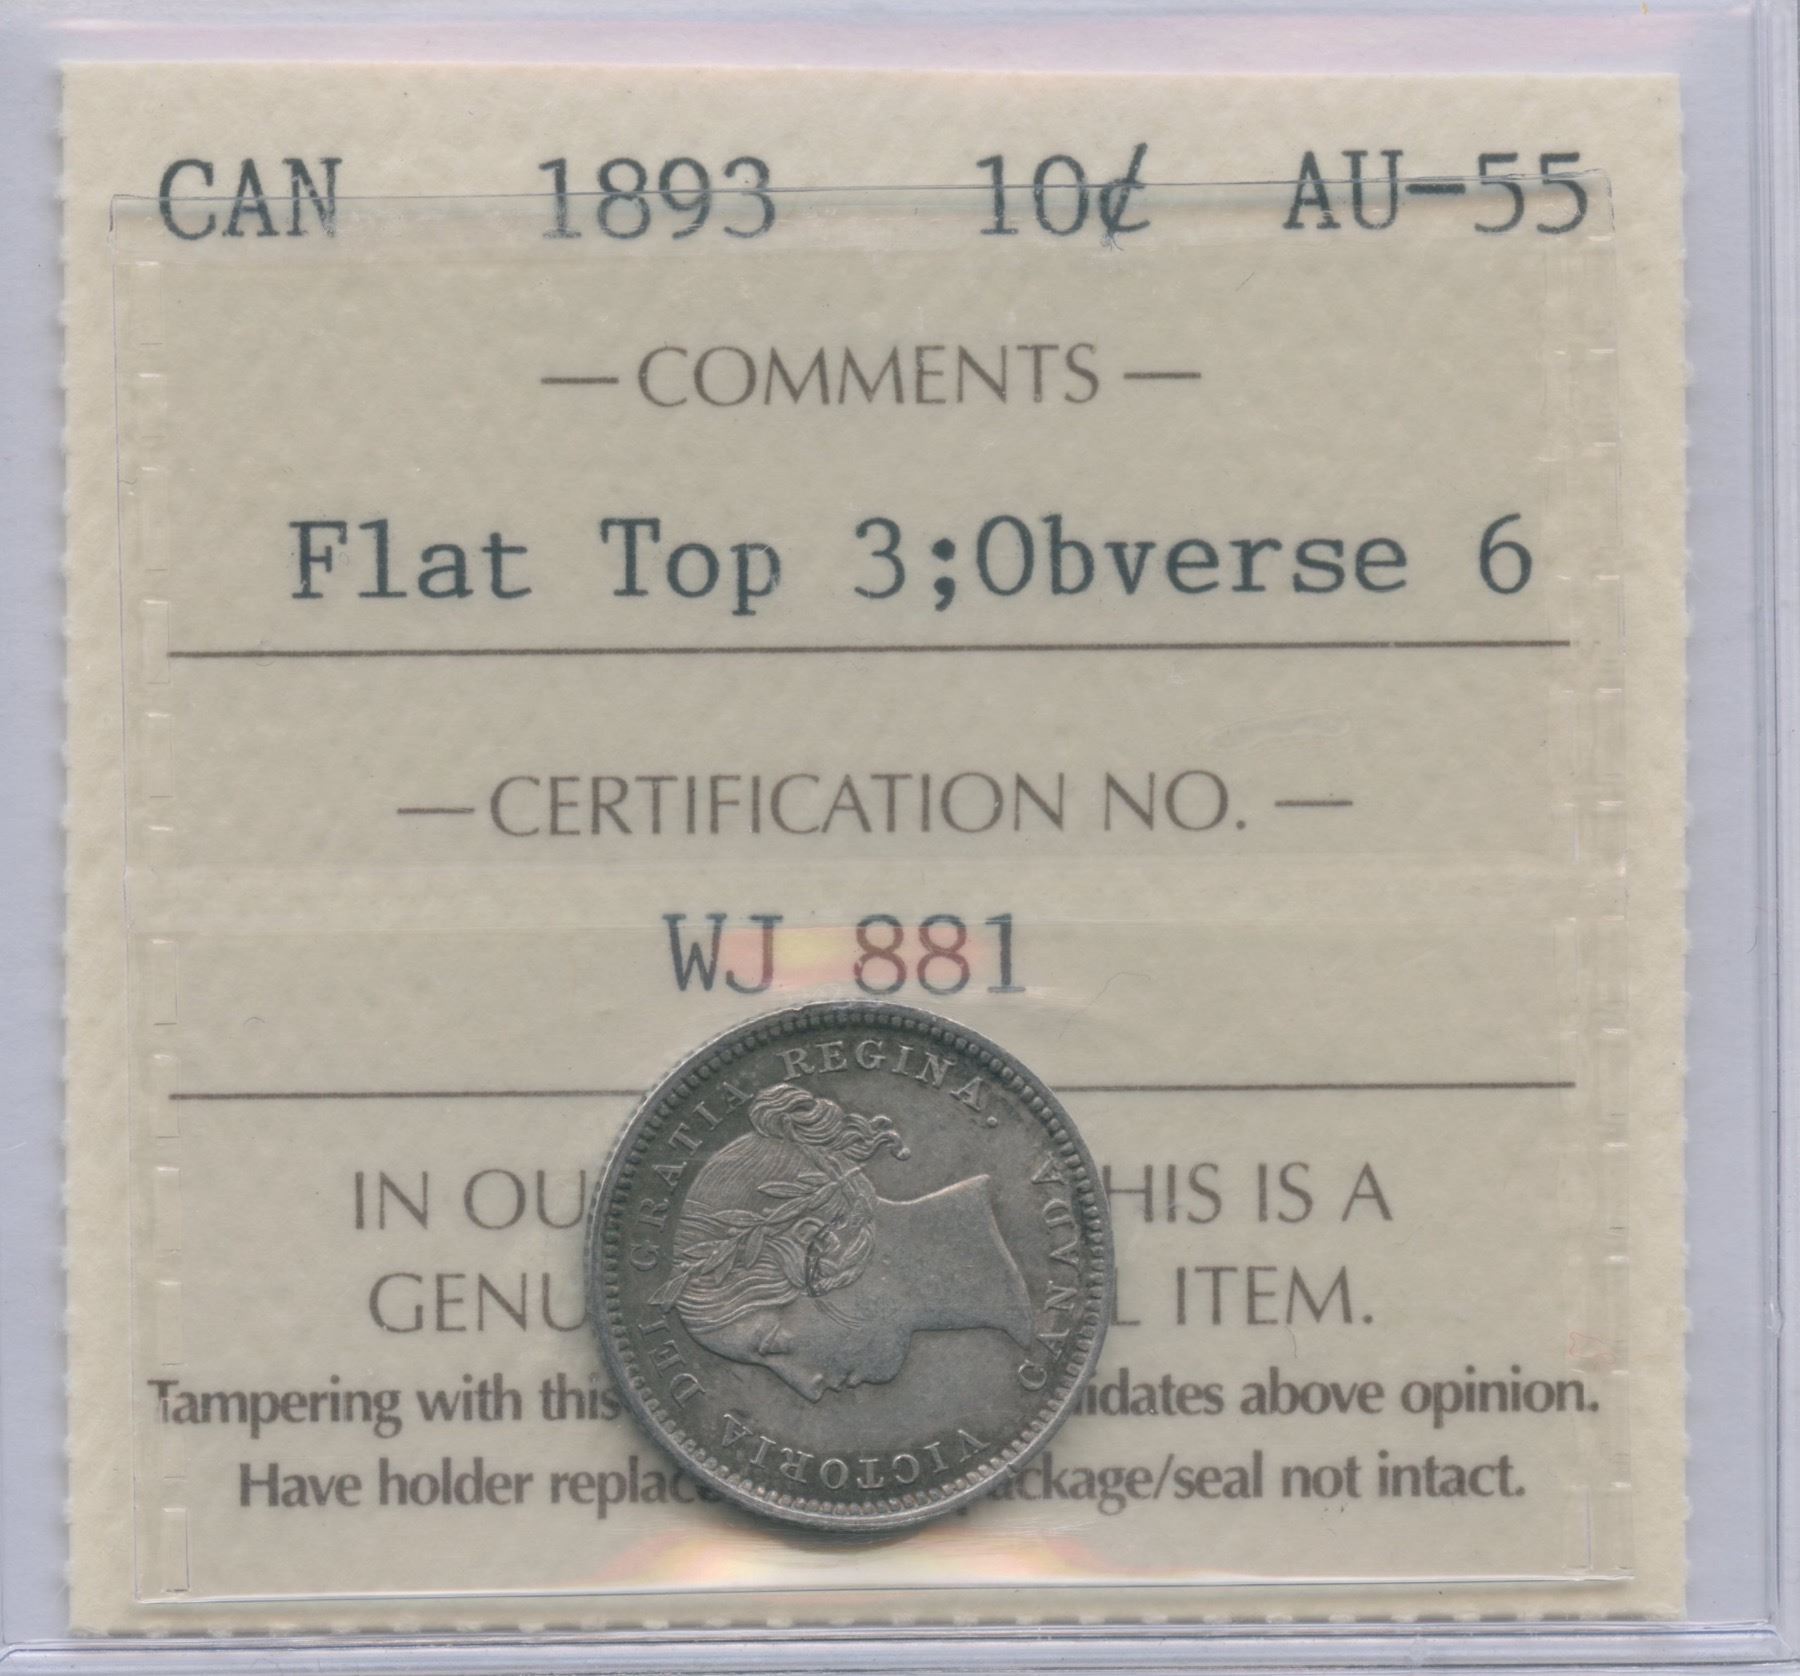 CAN 1893 10¢ AU-55
— COMMENTS —
Flat Top 3;Obverse 6
— CERTIFICATION NO. —
WJ 881
IN OU HIS IS A
GENU L ITEM.
Tampering with this idates above opinion.
Have holder replac ckage/seal not intact.
VICTORIA DEI GRATIA REGINA. CANADA